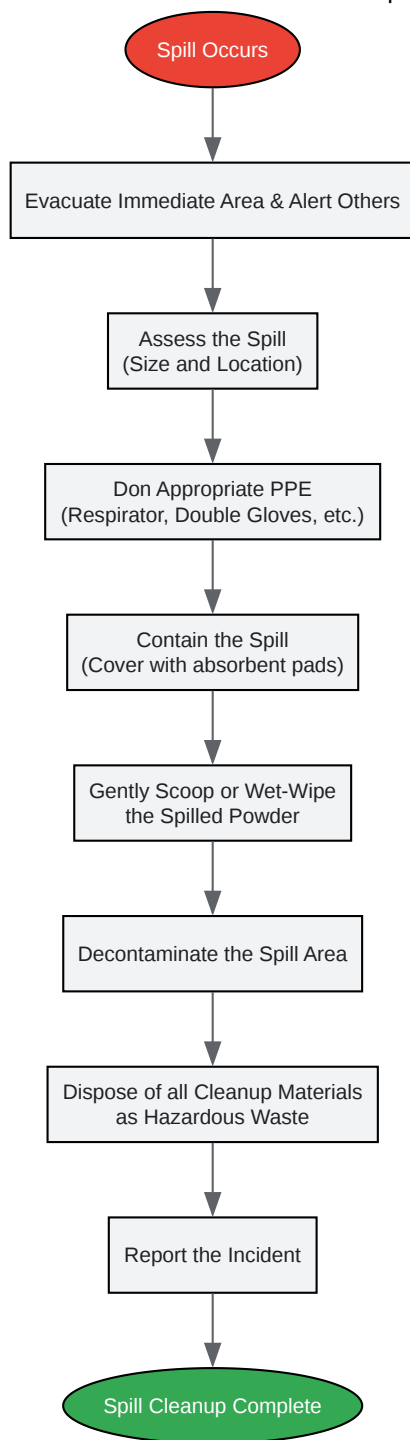 Spill Occurs
Evacuate Immediate Area & Alert Others
Assess the Spill
(Size and Location)
Don Appropriate PPE
(Respirator, Double Gloves, etc.)
Contain the Spill
(Cover with absorbent pads)
Gently Scoop or Wet-Wipe
the Spilled Powder
Decontaminate the Spill Area
Dispose of all Cleanup Materials
as Hazardous Waste
Report the Incident
Spill Cleanup Complete